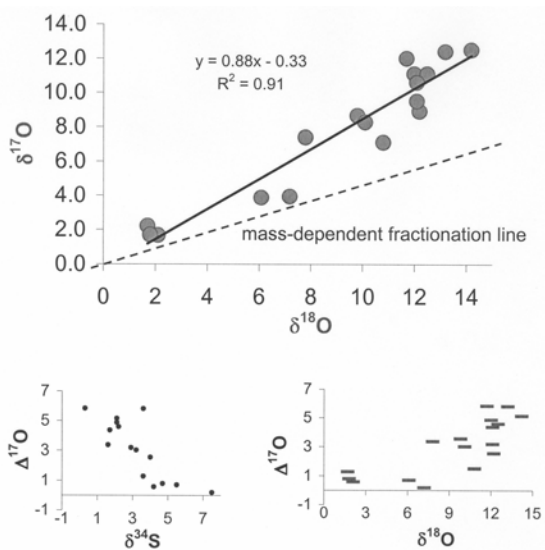 14.0
12.0
10.0
8.0
6.0
4.0
2.0
0.0
δ¹⁷O
y = 0.88x - 0.33
R² = 0.91
mass-dependent fractionation line
0 2 4 6 8 10 12 14
δ¹⁸O
7
5
3
1
-1
Δ¹⁷O
-1 1 3 5 7
δ³⁴S
7
5
3
1
-1
Δ¹⁷O
0 3 6 9 12 15
δ¹⁸O